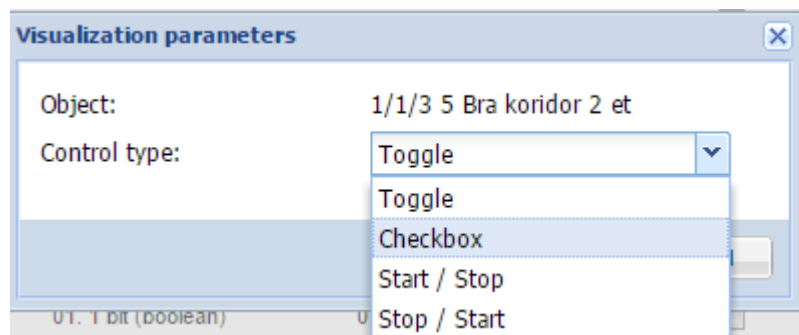 Visualization parameters
Object: 1/1/3 5 Bra koridor 2 et
Control type: Toggle
Toggle
Checkbox
Start / Stop
01. 1 bit (boolean) 0 Stop / Start